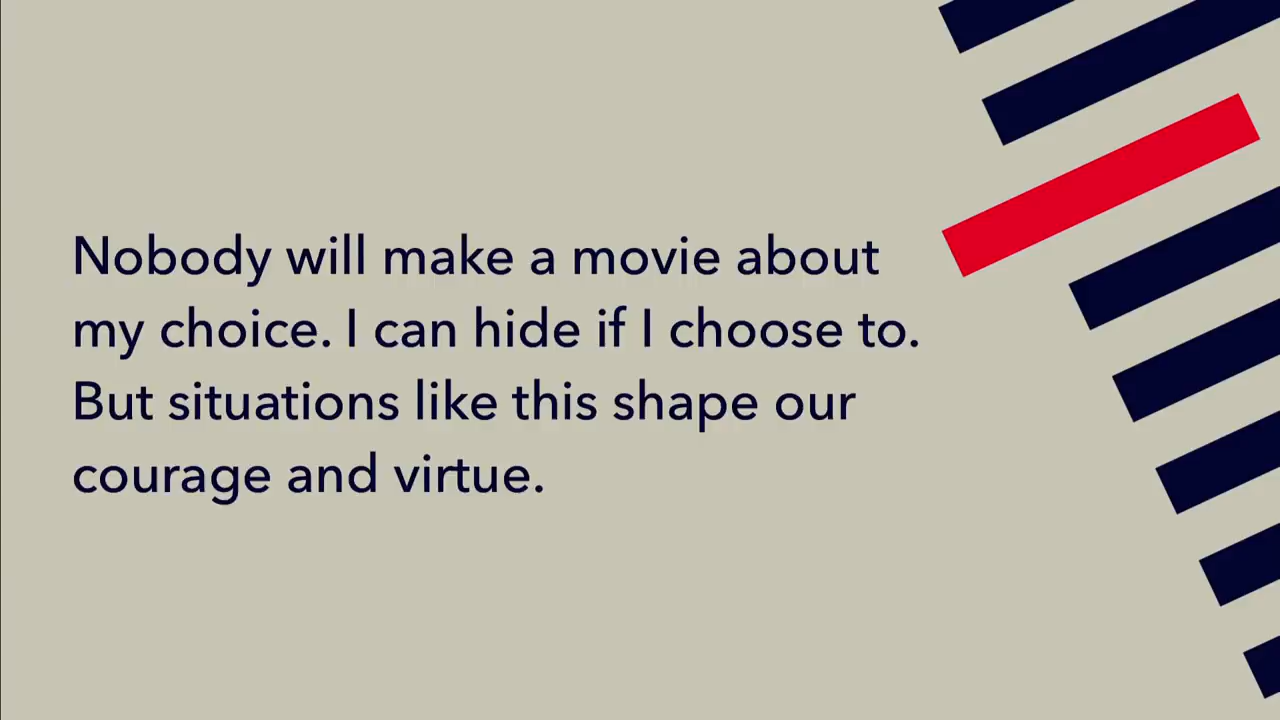 Nobody will make a movie about
my choice. I can hide if I choose to.
But situations like this shape our
courage and virtue.